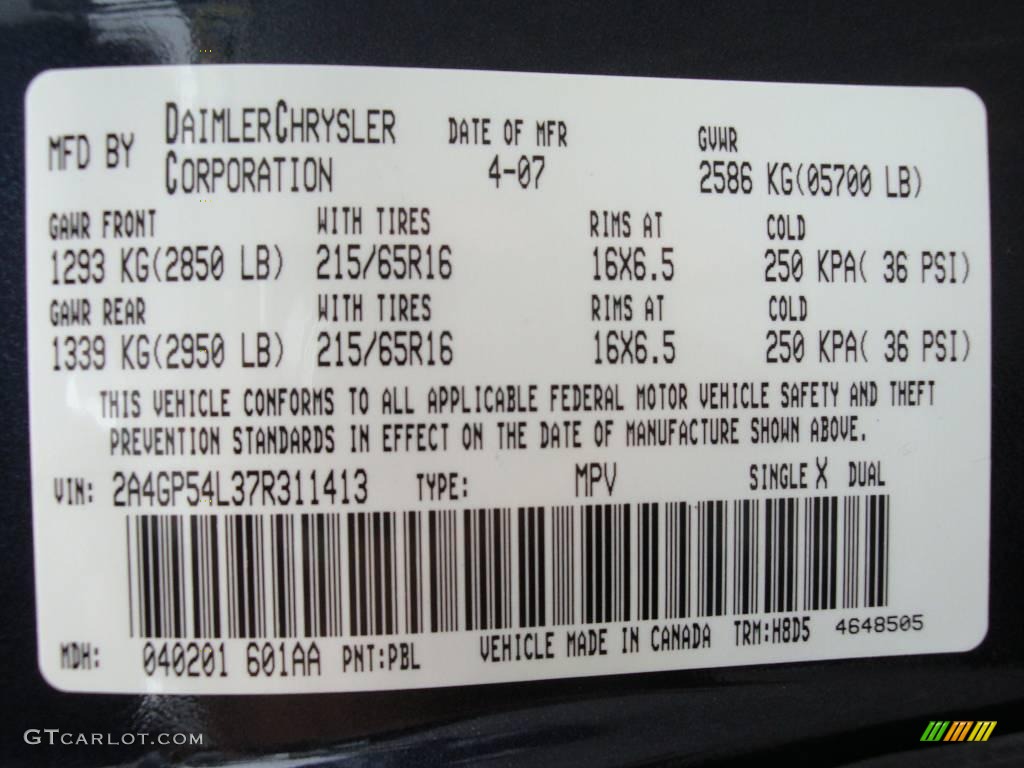 MFD BY DAIMLERCHRYSLER CORPORATION
DATE OF MFR 4-07
GVWR 2586 KG(05700 LB)
GAWR FRONT WITH TIRES RIMS AT COLD
1293 KG(2850 LB) 215/65R16 16X6.5 250 KPA( 36 PSI)
GAWR REAR WITH TIRES RIMS AT COLD
1339 KG(2950 LB) 215/65R16 16X6.5 250 KPA( 36 PSI)
THIS VEHICLE CONFORMS TO ALL APPLICABLE FEDERAL MOTOR VEHICLE SAFETY AND THEFT
PREVENTION STANDARDS IN EFFECT ON THE DATE OF MANUFACTURE SHOWN ABOVE.
VIN: 2A4GP54L37R311413 TYPE: MPV SINGLE X DUAL
MDH: 040201 601AA PNT:PBL VEHICLE MADE IN CANADA TRM:H8D5 4648505
GTCARLOT.COM